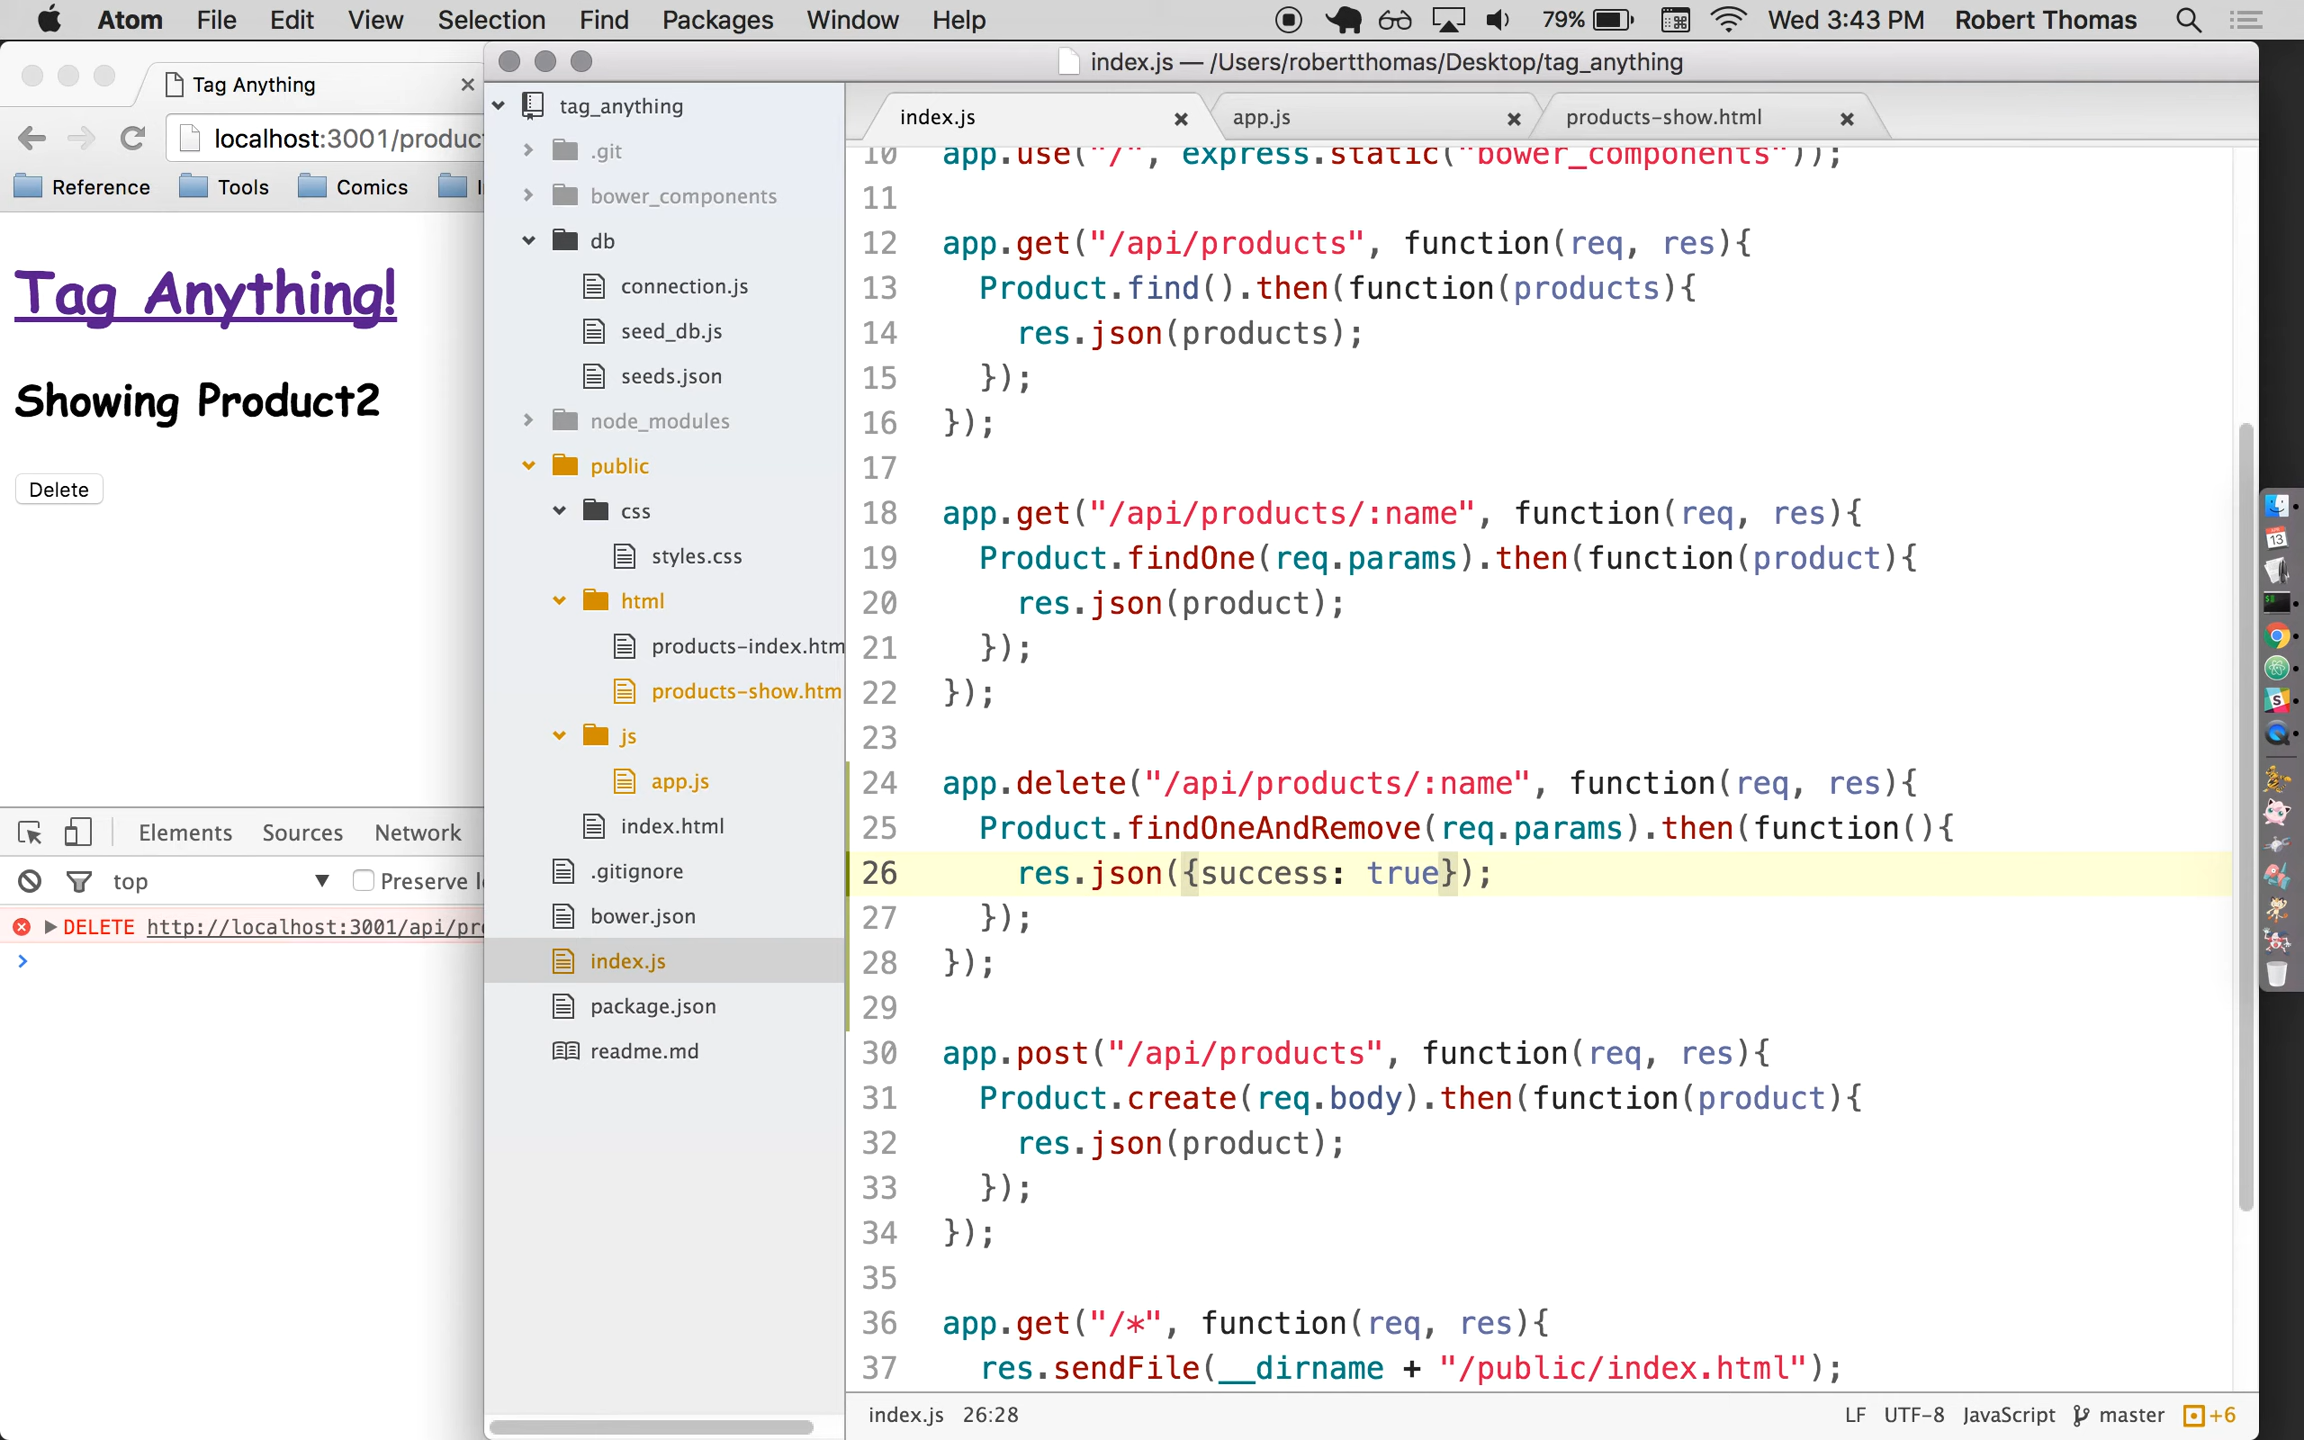 Atom File Edit View Selection Find Packages Window Help 79% Wed 3:43 PM Robert Thomas
Tag Anything
localhost:3001/produc
Reference Tools Comics
Tag Anything!
Showing Product2
Delete
Elements Sources Network
top Preserve
DELETE http://localhost:3001/api/pr
>
index.js — /Users/robertthomas/Desktop/tag_anything
tag_anything
.git
bower_components
db
connection.js
seed_db.js
seeds.json
node_modules
public
css
styles.css
html
products-index.htm
products-show.htm
js
app.js
index.html
.gitignore
bower.json
index.js
package.json
readme.md
index.js app.js products-show.html
10 app.use("/", express.static("bower_components"));
11
12 app.get("/api/products", function(req, res){
13 Product.find().then(function(products){
14 res.json(products);
15 });
16 });
17
18 app.get("/api/products/:name", function(req, res){
19 Product.findOne(req.params).then(function(product){
20 res.json(product);
21 });
22 });
23
24 app.delete("/api/products/:name", function(req, res){
25 Product.findOneAndRemove(req.params).then(function(){
26 res.json({success: true});
27 });
28 });
29
30 app.post("/api/products", function(req, res){
31 Product.create(req.body).then(function(product){
32 res.json(product);
33 });
34 });
35
36 app.get("/*", function(req, res){
37 res.sendFile(__dirname + "/public/index.html");
index.js 26:28 LF UTF-8 JavaScript master +6
13